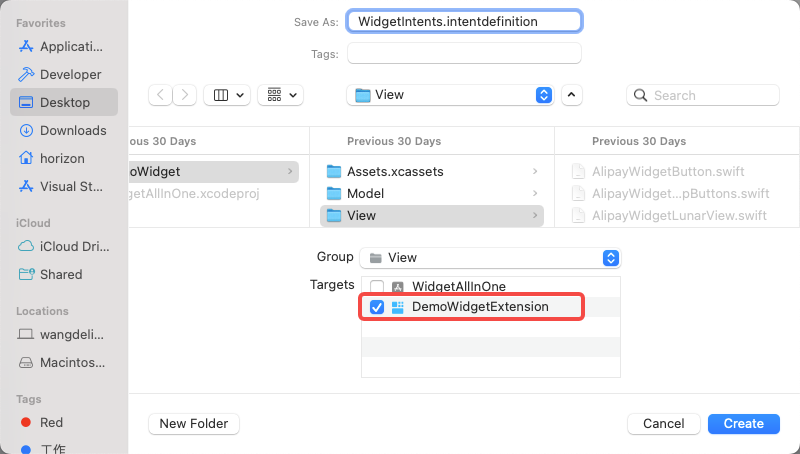 Favorites
Applicati...
Developer
Desktop
Downloads
horizon
Visual St...
iCloud
iCloud Dri...
Shared
Locations
wangdeli...
Macintos...
Tags
Red
工作
Save As: WidgetIntents.intentdefinition
Tags:
View
Search
ous 30 Days
oWidget
getAllInOne.xcodeproj
Previous 30 Days
Assets.xcassets
Model
View
Previous 30 Days
AlipayWidgetButton.swift
AlipayWidget...pButtons.swift
AlipayWidgetLunarView.swift
Group View
Targets WidgetAllInOne
DemoWidgetExtension
New Folder
Cancel
Create